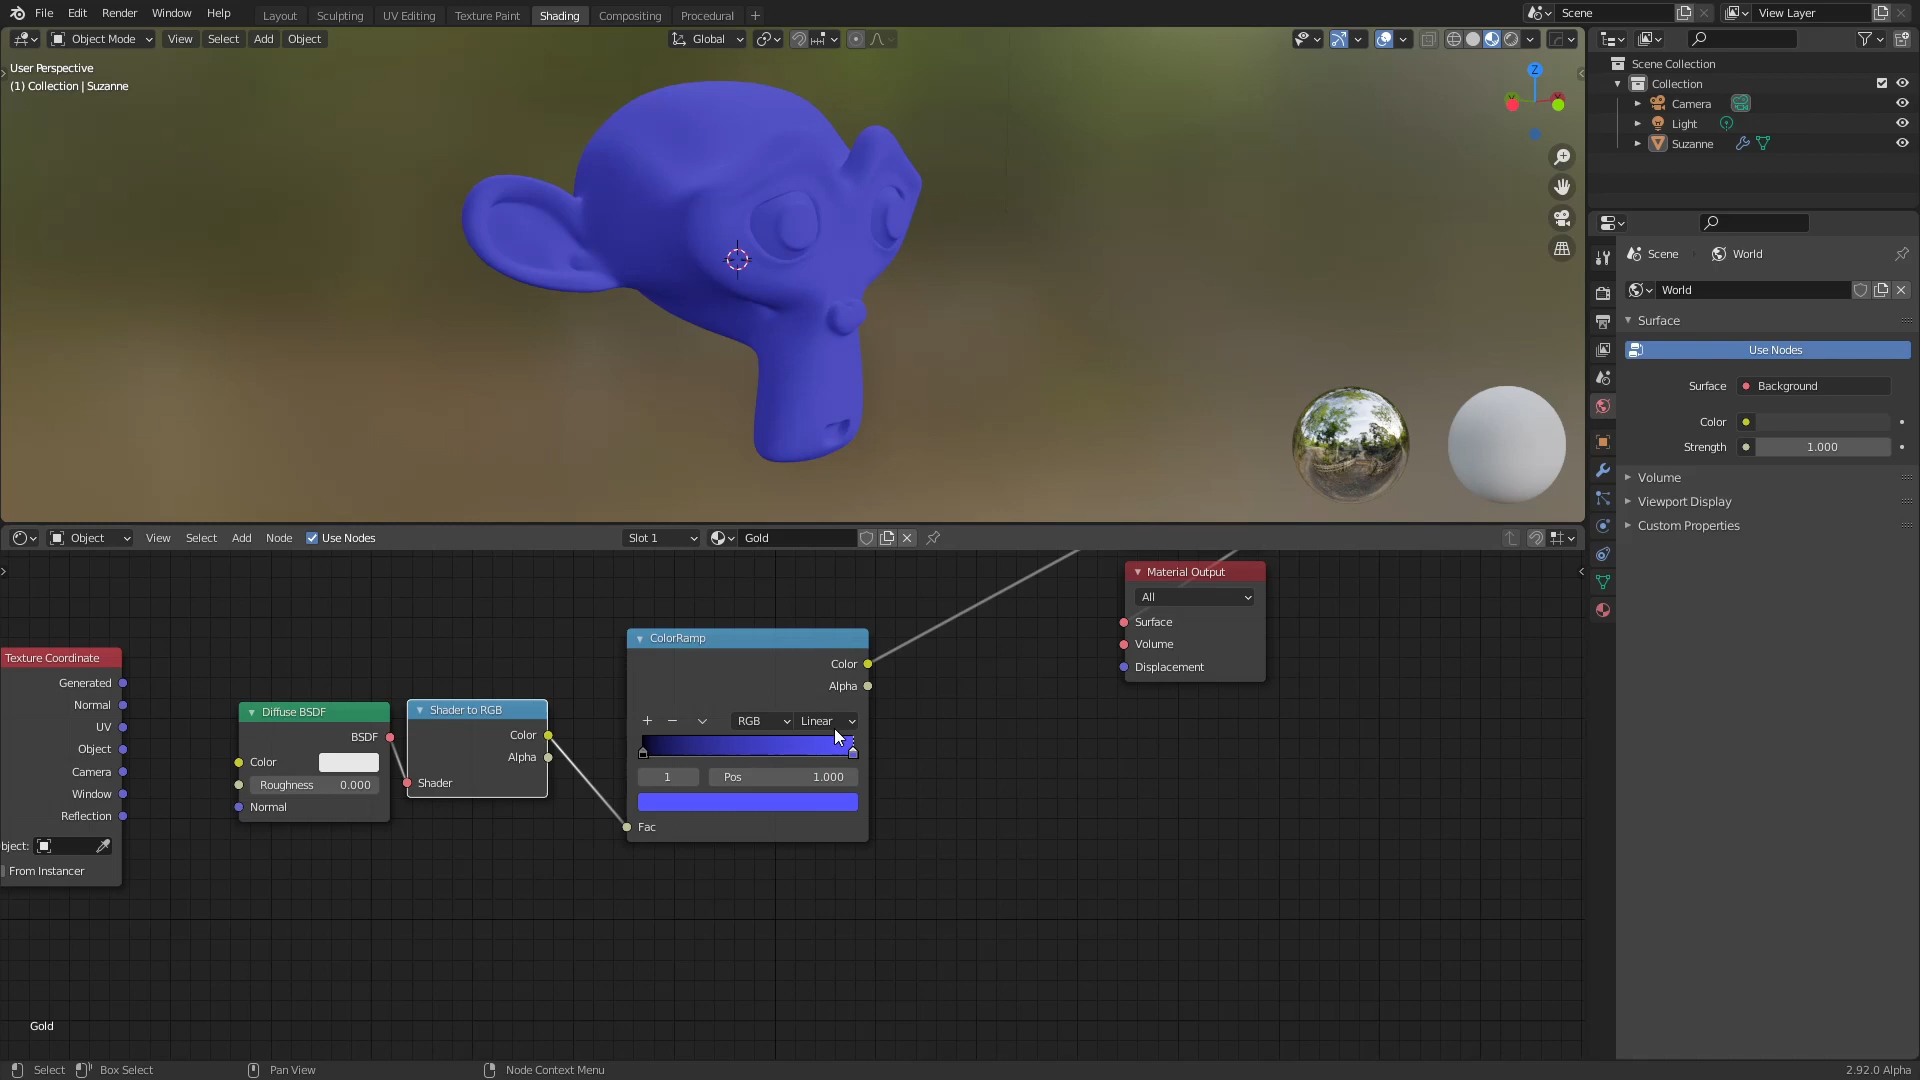 File Edit Render Window Help
Layout Sculpting UV Editing Texture Paint Shading Compositing Procedural +
Scene
View Layer
Object Mode View Select Add Object
Global
User Perspective
(1) Collection | Suzanne
Z
Scene Collection
Collection
Camera
Light
Suzanne
Scene World
World
Surface
Use Nodes
Surface Background
Color
Strength 1.000
Volume
Viewport Display
Custom Properties
Object View Select Add Node Use Nodes
Slot 1
Gold
Texture Coordinate
Generated
Normal
UV
Object
Camera
Window
Reflection
bject:
From Instancer
Diffuse BSDF
BSDF
Color
Roughness 0.000
Normal
Shader to RGB
Color
Alpha
Shader
ColorRamp
Color
Alpha
+ − RGB Linear
1 Pos 1.000
Fac
Material Output
All
Surface
Volume
Displacement
Gold
Select Box Select Pan View Node Context Menu 2.92.0 Alpha